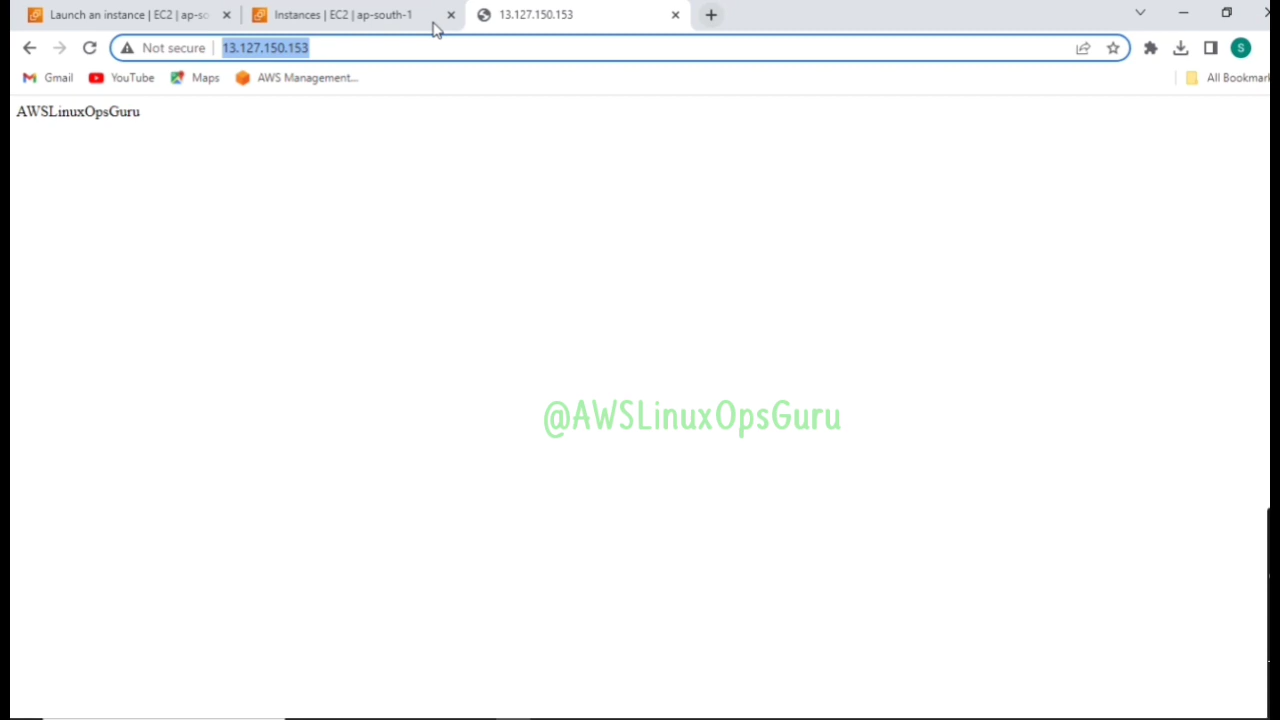 Launch an instance | EC2 | ap-so
Instances | EC2 | ap-south-1
13.127.150.153
Not secure
13.127.150.153
S
Gmail
YouTube
Maps
AWS Management...
All Bookmark
AWSLinuxOpsGuru
@AWSLinuxOpsGuru